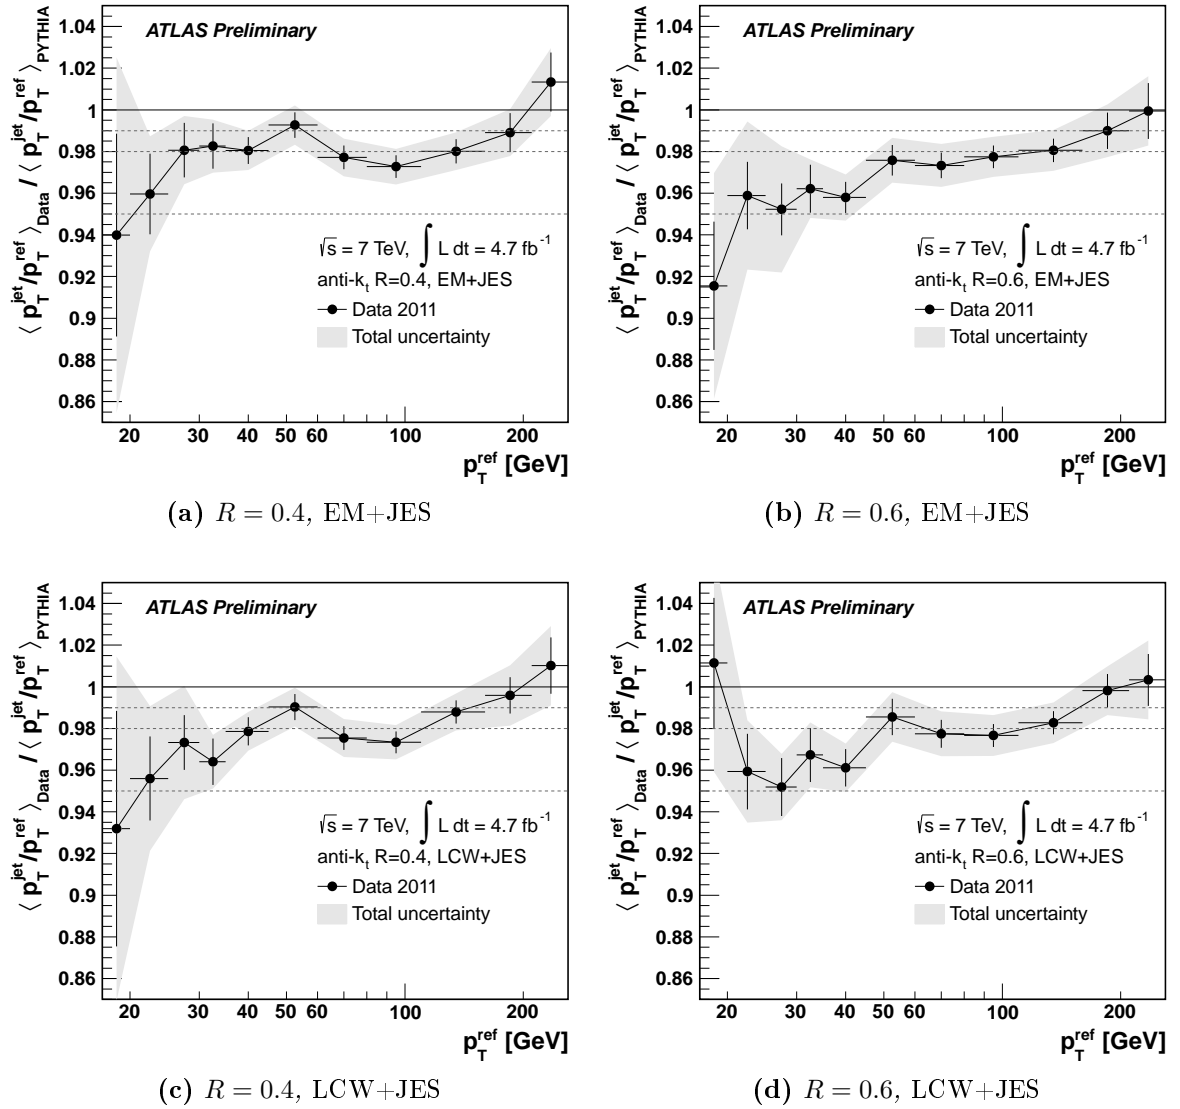 ⟨ p_T^jet/p_T^ref ⟩_Data / ⟨ p_T^jet/p_T^ref ⟩_PYTHIA
1.04
1.02
1
0.98
0.96
0.94
0.92
0.9
0.88
0.86
ATLAS Preliminary
√s = 7 TeV, ∫ L dt = 4.7 fb^-1
anti-k_t R=0.4, EM+JES
Data 2011
Total uncertainty
20 30 40 50 60 100 200
p_T^ref [GeV]
(a) R = 0.4, EM+JES
⟨ p_T^jet/p_T^ref ⟩_Data / ⟨ p_T^jet/p_T^ref ⟩_PYTHIA
1.04
1.02
1
0.98
0.96
0.94
0.92
0.9
0.88
0.86
ATLAS Preliminary
√s = 7 TeV, ∫ L dt = 4.7 fb^-1
anti-k_t R=0.6, EM+JES
Data 2011
Total uncertainty
20 30 40 50 60 100 200
p_T^ref [GeV]
(b) R = 0.6, EM+JES
⟨ p_T^jet/p_T^ref ⟩_Data / ⟨ p_T^jet/p_T^ref ⟩_PYTHIA
1.04
1.02
1
0.98
0.96
0.94
0.92
0.9
0.88
0.86
ATLAS Preliminary
√s = 7 TeV, ∫ L dt = 4.7 fb^-1
anti-k_t R=0.4, LCW+JES
Data 2011
Total uncertainty
20 30 40 50 60 100 200
p_T^ref [GeV]
(c) R = 0.4, LCW+JES
⟨ p_T^jet/p_T^ref ⟩_Data / ⟨ p_T^jet/p_T^ref ⟩_PYTHIA
1.04
1.02
1
0.98
0.96
0.94
0.92
0.9
0.88
0.86
ATLAS Preliminary
√s = 7 TeV, ∫ L dt = 4.7 fb^-1
anti-k_t R=0.6, LCW+JES
Data 2011
Total uncertainty
20 30 40 50 60 100 200
p_T^ref [GeV]
(d) R = 0.6, LCW+JES